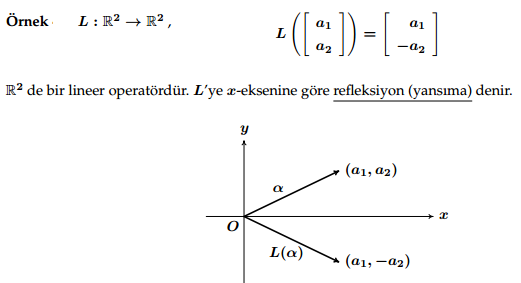 Örnek L : ℝ² → ℝ² , L([a₁ a₂]) = [a₁ −a₂]
ℝ² de bir lineer operatördür. L'ye x-eksenine göre refleksiyon (yansıma) denir.
y
(a₁, a₂)
α
x
O
L(α)
(a₁, −a₂)